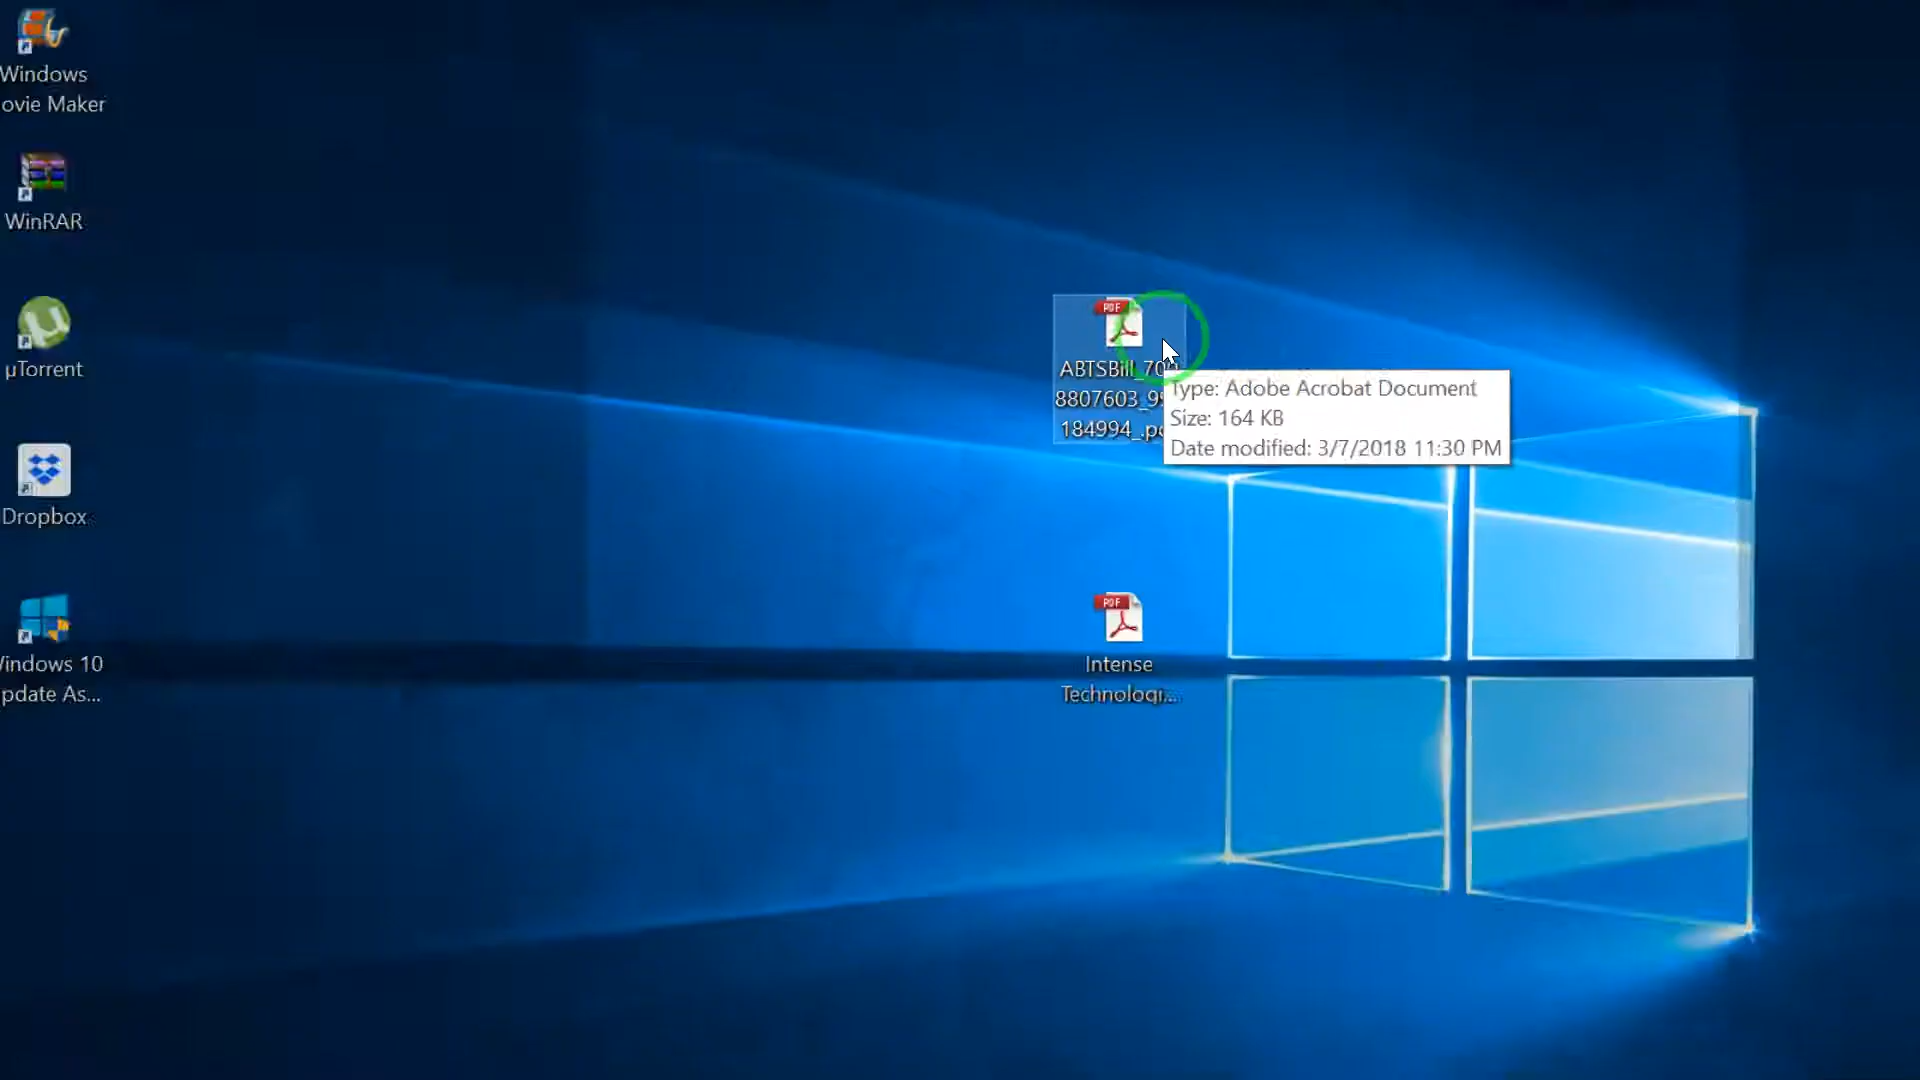 Windows
ovie Maker
WinRAR
µTorrent
Dropbox
indows 10
pdate As...
PDF
ABTSBill_70
8807603_9
184994_.p
Type: Adobe Acrobat Document
Size: 164 KB
Date modified: 3/7/2018 11:30 PM
PDF
Intense
Technologi...